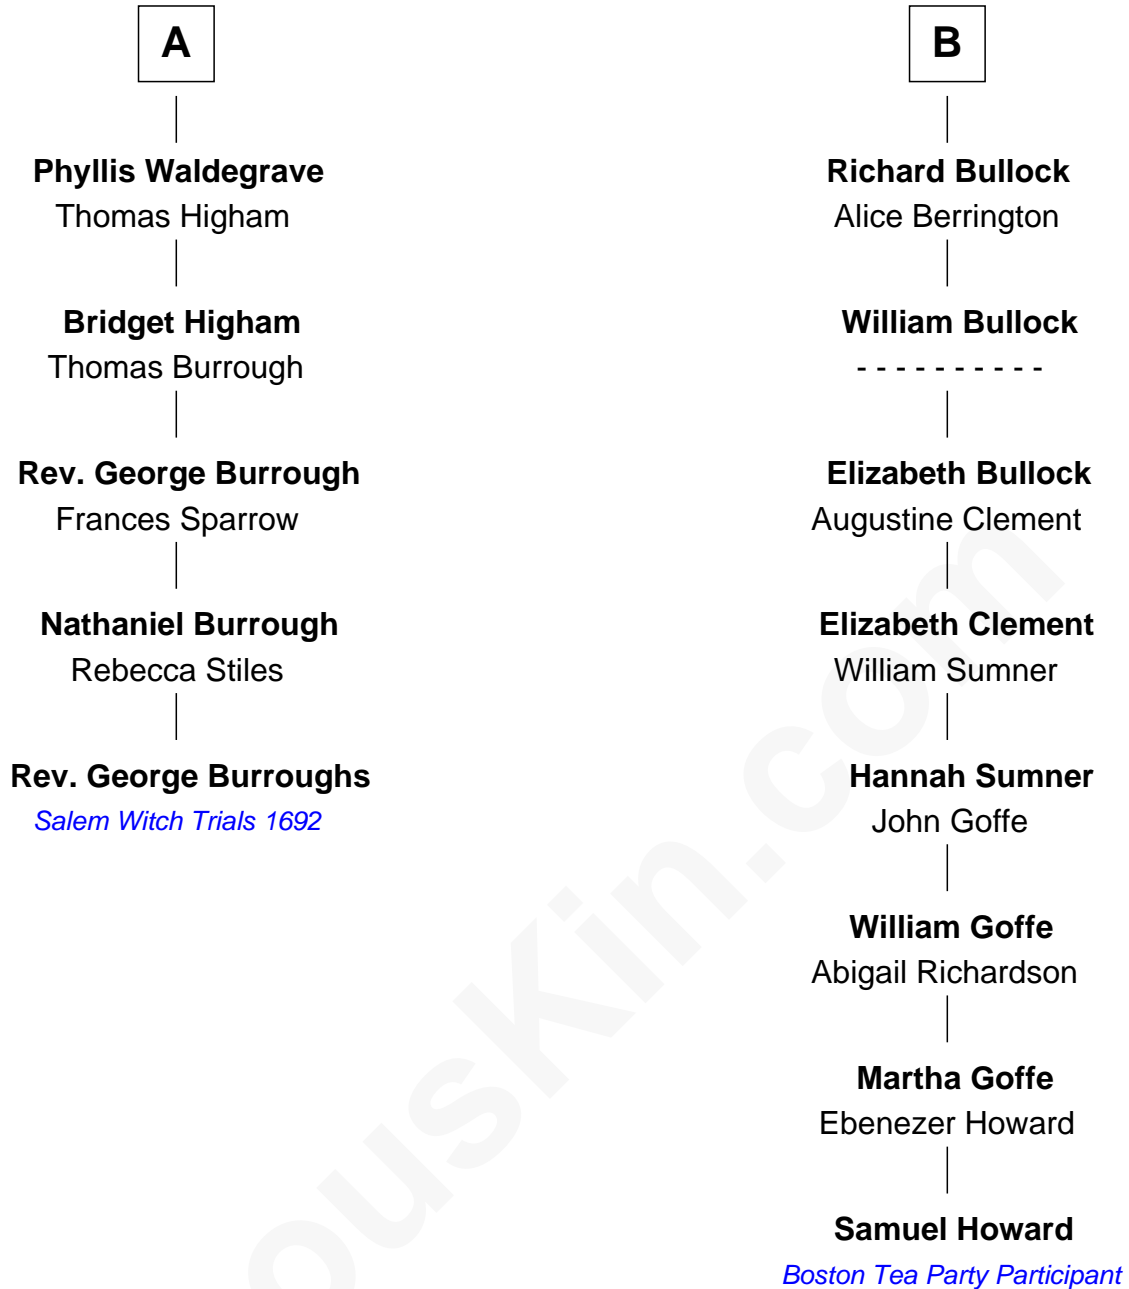 A
Phyllis Waldegrave
Thomas Higham
Bridget Higham
Thomas Burrough
Rev. George Burrough
Frances Sparrow
Nathaniel Burrough
Rebecca Stiles
Rev. George Burroughs
Salem Witch Trials 1692
B
Richard Bullock
Alice Berrington
William Bullock
- - - - - - - - - -
Elizabeth Bullock
Augustine Clement
Elizabeth Clement
William Sumner
Hannah Sumner
John Goffe
William Goffe
Abigail Richardson
Martha Goffe
Ebenezer Howard
Samuel Howard
Boston Tea Party Participant
ousKin.com